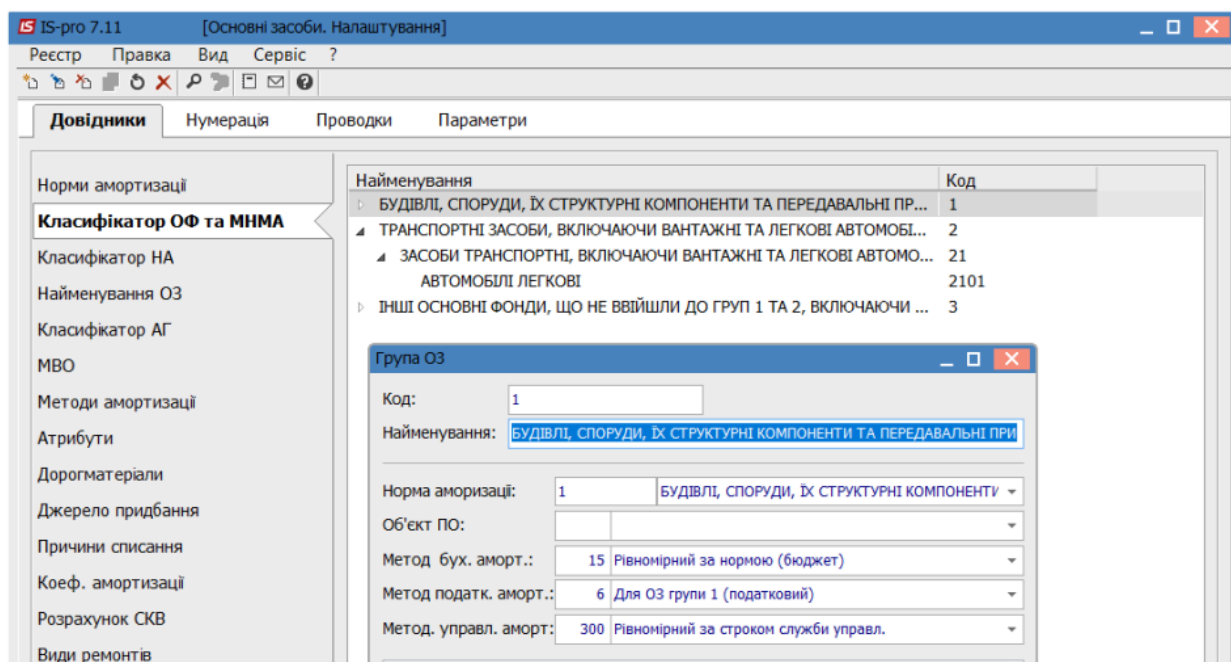 IS-pro 7.11 [Основні засоби. Налаштування]
Реєстр Правка Вид Сервіс ?
Довідники Нумерація Проводки Параметри
Норми амортизації
Класифікатор ОФ та МНМА
Класифікатор НА
Найменування ОЗ
Класифікатор АГ
МВО
Методи амортизації
Атрибути
Дорогматеріали
Джерело придбання
Причини списання
Коеф. амортизації
Розрахунок СКВ
Види ремонтів
Найменування Код
БУДІВЛІ, СПОРУДИ, ЇХ СТРУКТУРНІ КОМПОНЕНТИ ТА ПЕРЕДАВАЛЬНІ ПР... 1
ТРАНСПОРТНІ ЗАСОБИ, ВКЛЮЧАЮЧИ ВАНТАЖНІ ТА ЛЕГКОВІ АВТОМОБІ... 2
ЗАСОБИ ТРАНСПОРТНІ, ВКЛЮЧАЮЧИ ВАНТАЖНІ ТА ЛЕГКОВІ АВТОМО... 21
АВТОМОБІЛІ ЛЕГКОВІ 2101
ІНШІ ОСНОВНІ ФОНДИ, ЩО НЕ ВВІЙШЛИ ДО ГРУП 1 ТА 2, ВКЛЮЧАЮЧИ ... 3
Група ОЗ
Код: 1
Найменування: БУДІВЛІ, СПОРУДИ, ЇХ СТРУКТУРНІ КОМПОНЕНТИ ТА ПЕРЕДАВАЛЬНІ ПРИ
Норма аморизації: 1 БУДІВЛІ, СПОРУДИ, ЇХ СТРУКТУРНІ КОМПОНЕНТИ
Об'єкт ПО:
Метод бух. аморт.: 15 Рівномірний за нормою (бюджет)
Метод податк. аморт.: 6 Для ОЗ групи 1 (податковий)
Метод. управл. аморт: 300 Рівномірний за строком служби управл.